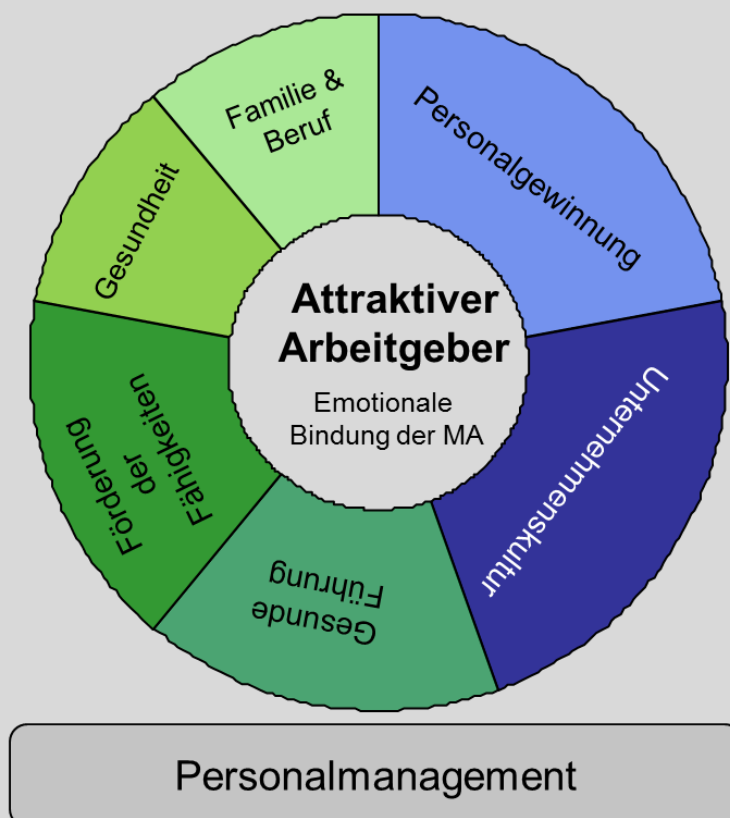 Familie &
Beruf
Personalgewinnung
Gesundheit
Attraktiver
Arbeitgeber
Emotionale
Bindung der MA
Unternehmenskultur
Förderung
der
Fähigkeiten
Gesunde
Führung
Personalmanagement